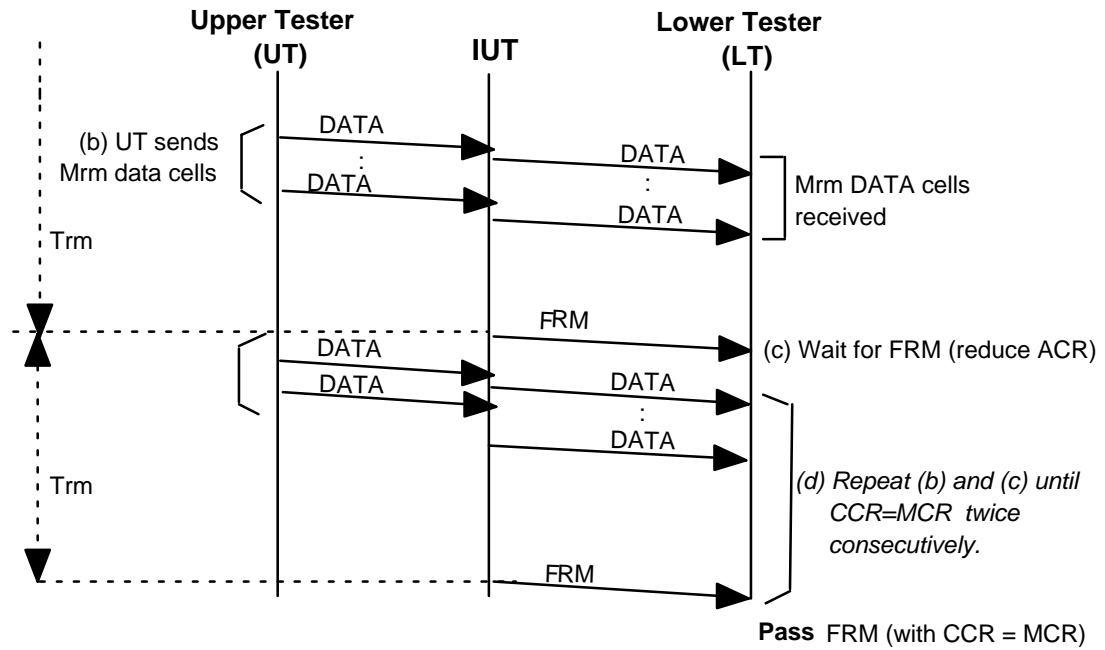 Upper Tester
(UT)
IUT
Lower Tester
(LT)
(b) UT sends
Mrm data cells
DATA
:
DATA
DATA
:
DATA
Mrm DATA cells
received
Trm
FRM
(c) Wait for FRM (reduce ACR)
DATA
DATA
DATA
:
DATA
Trm
(d) Repeat (b) and (c) until
CCR=MCR twice
consecutively.
FRM
Pass FRM (with CCR = MCR)